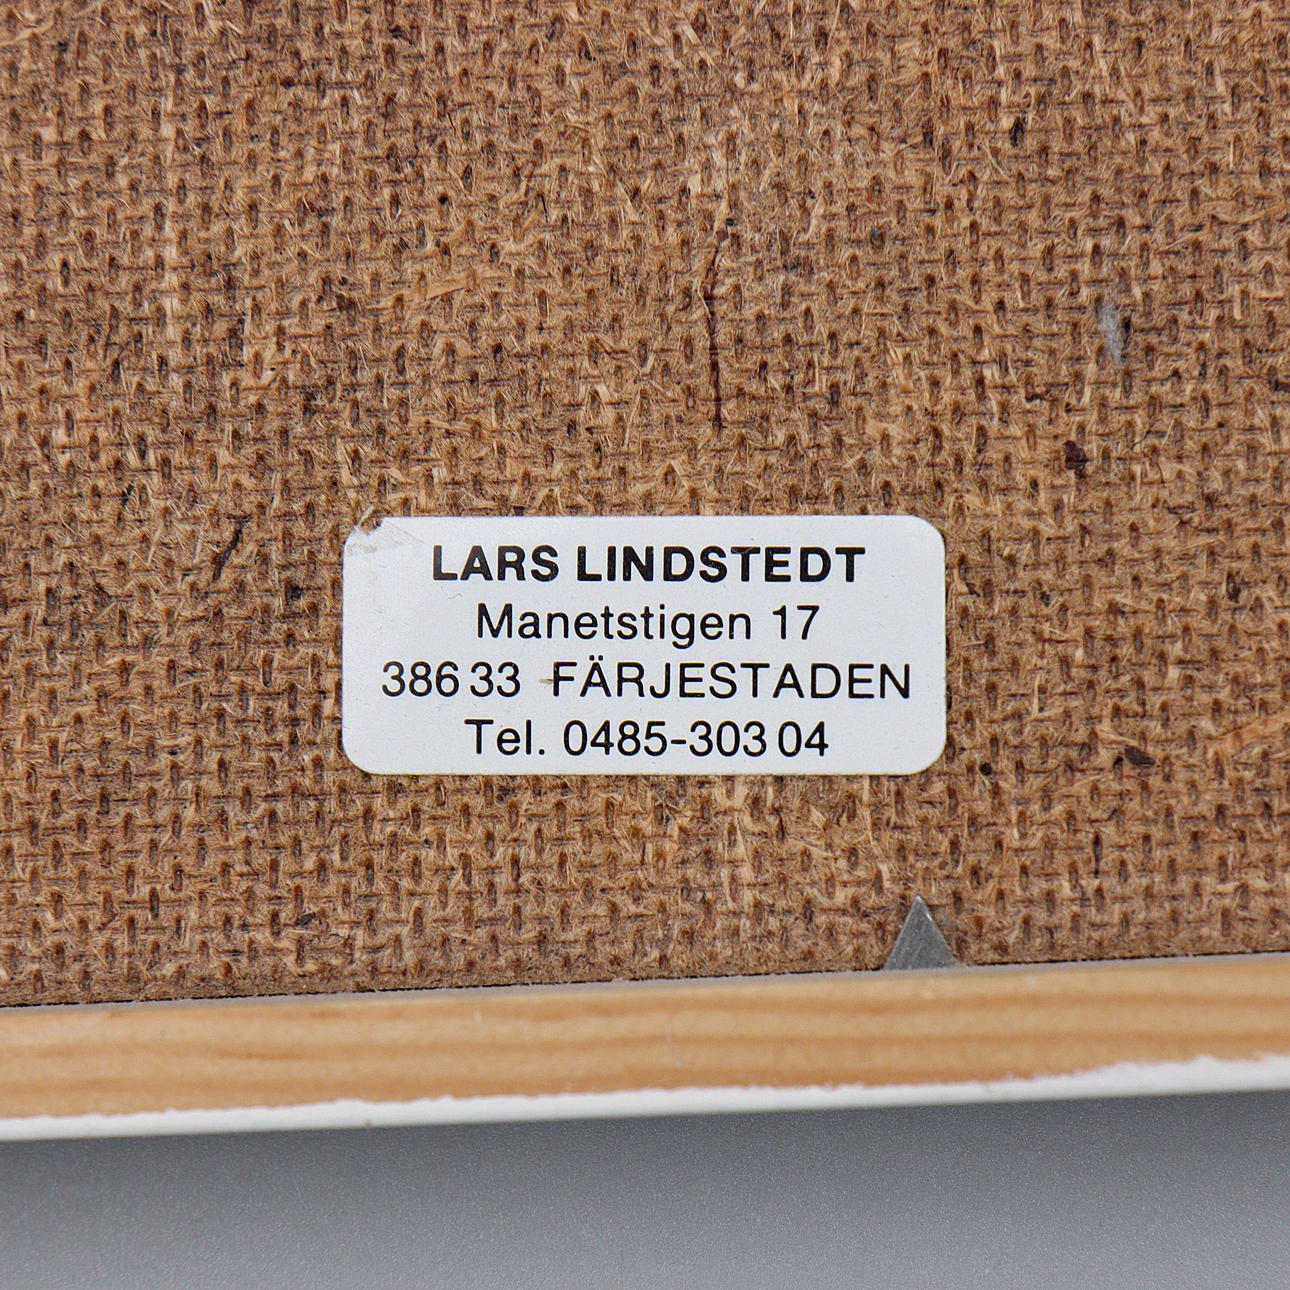 LARS LINDSTEDT
Manetstigen 17
386 33 FÄRJESTADEN
Tel. 0485-303 04